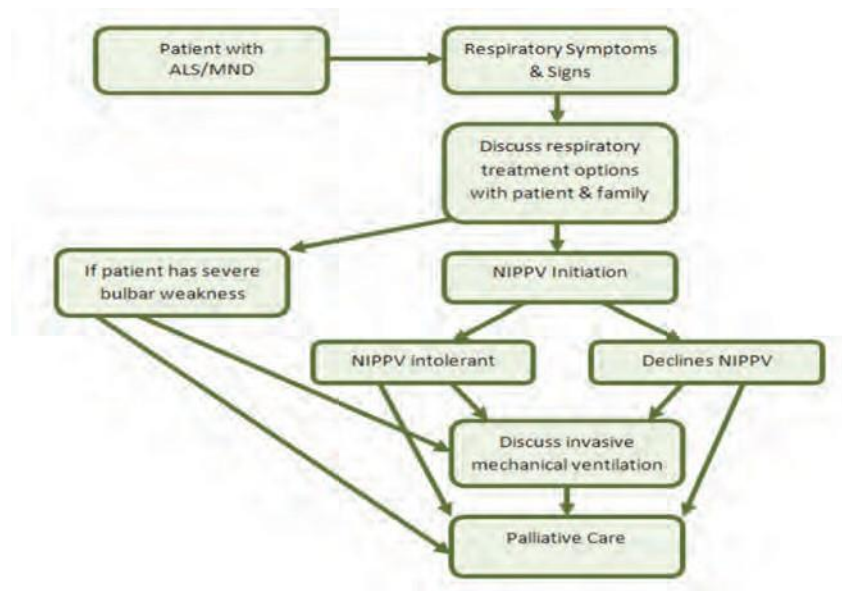 Patient with
ALS/MND
Respiratory Symptoms
& Signs
Discuss respiratory
treatment options
with patient & family
If patient has severe
bulbar weakness
NIPPV Initiation
NIPPV intolerant
Declines NIPPV
Discuss invasive
mechanical ventilation
Palliative Care